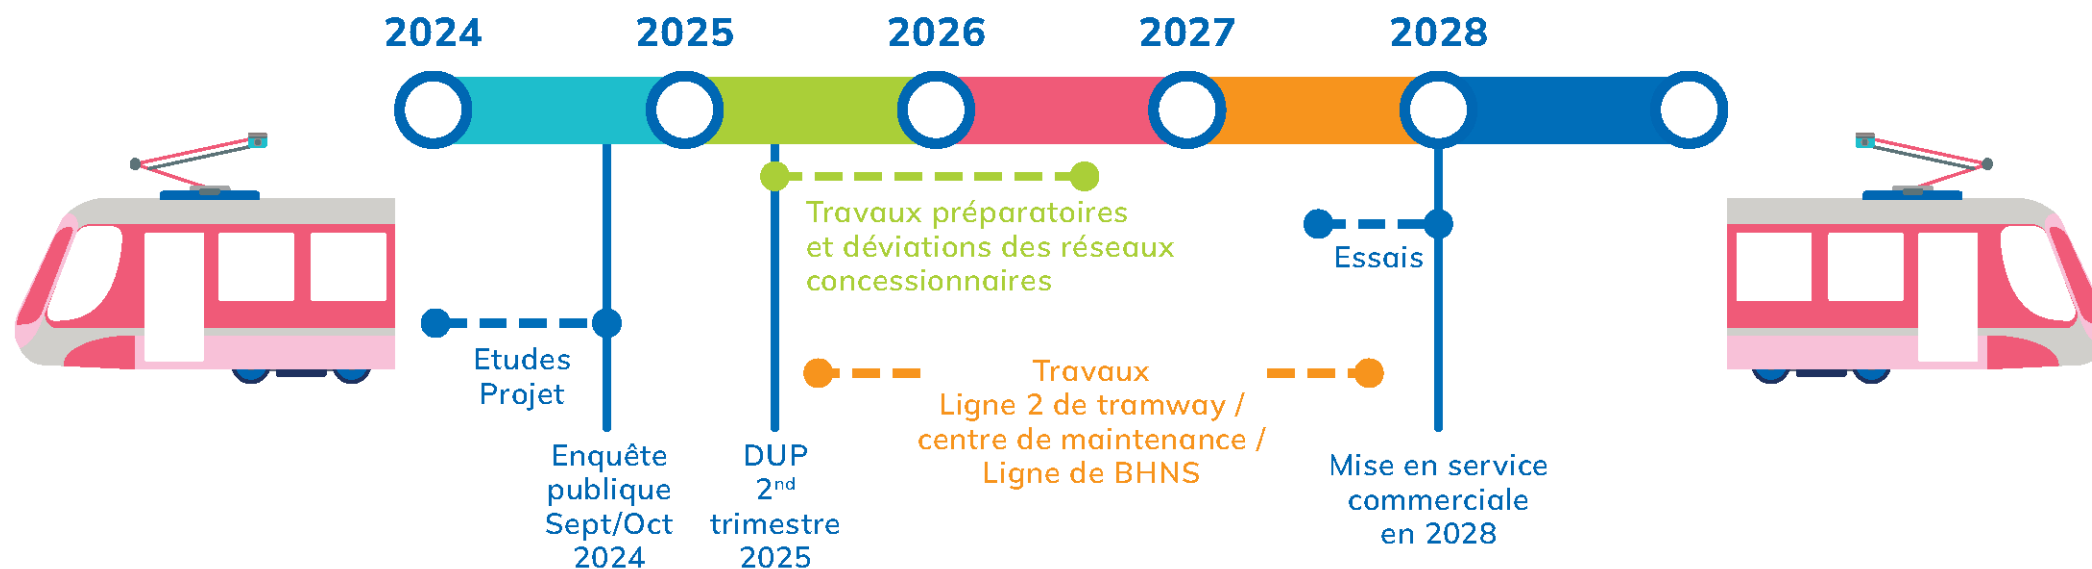 2024
2025
2026
2027
2028
Travaux préparatoires
et déviations des réseaux
concessionnaires
Essais
Etudes
Projet
Travaux
Ligne 2 de tramway /
centre de maintenance /
Ligne de BHNS
Enquête
publique
Sept/Oct
2024
DUP
2nd
trimestre
2025
Mise en service
commerciale
en 2028